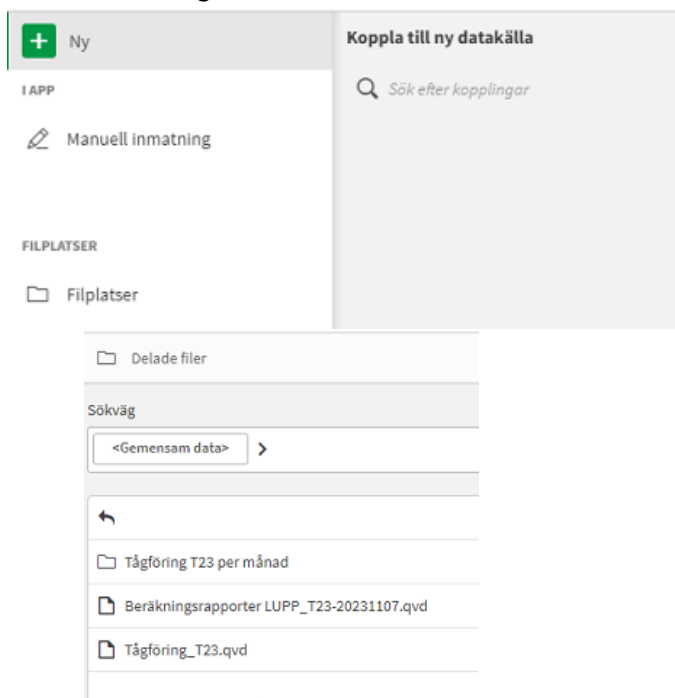 Ny
Koppla till ny datakälla
I APP
Sök efter kopplingar
Manuell inmatning
FILPLATSER
Filplatser
Delade filer
Sökväg
<Gemensam data>
Tågföring T23 per månad
Beräkningsrapporter LUPP_T23-20231107.qvd
Tågföring_T23.qvd